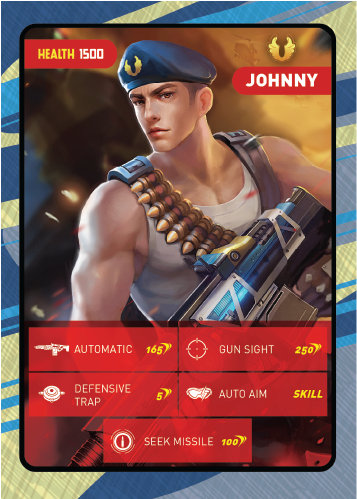 HEALTH 1500
JOHNNY
AUTOMATIC 165
GUN SIGHT 250
DEFENSIVE
TRAP 5
AUTO AIM SKILL
SEEK MISSILE 100